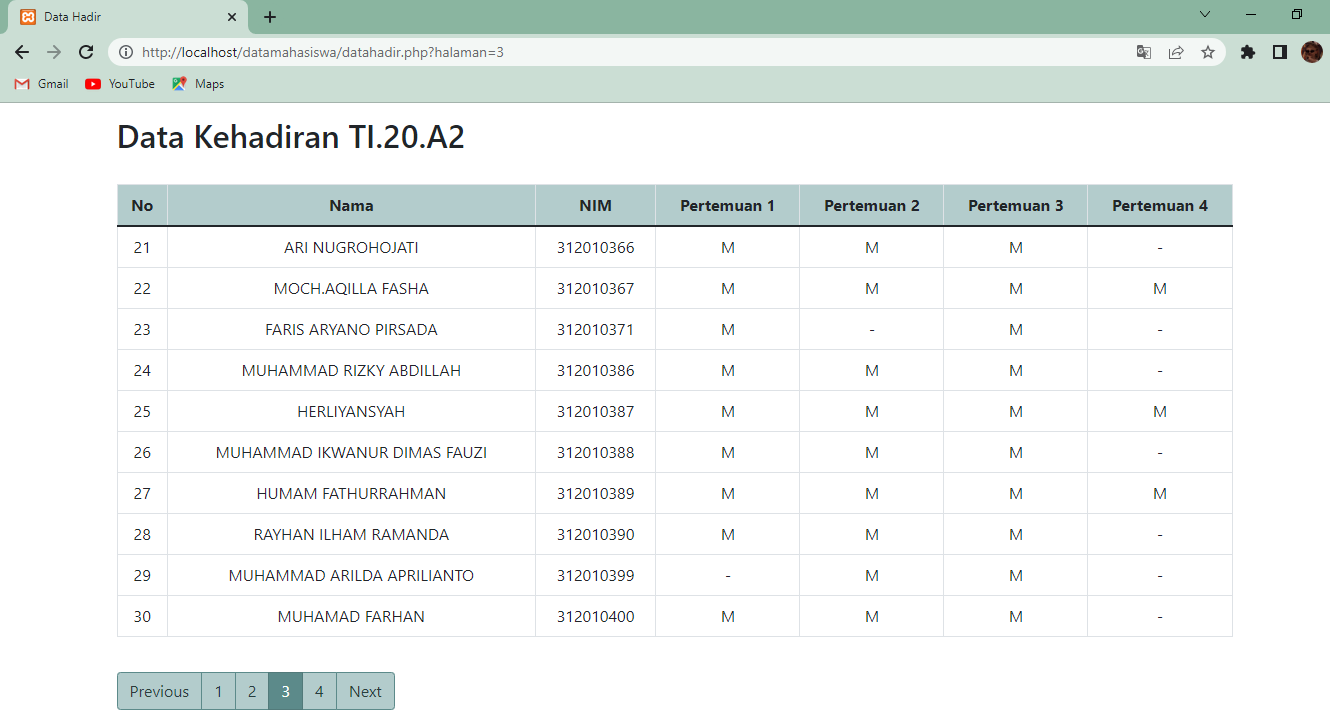 Data Hadir
http://localhost/datamahasiswa/datahadir.php?halaman=3
Gmail YouTube Maps
Data Kehadiran TI.20.A2
No Nama NIM Pertemuan 1 Pertemuan 2 Pertemuan 3 Pertemuan 4
21 ARI NUGROHOJATI 312010366 M M M -
22 MOCH.AQILLA FASHA 312010367 M M M M
23 FARIS ARYANO PIRSADA 312010371 M - M -
24 MUHAMMAD RIZKY ABDILLAH 312010386 M M M -
25 HERLIYANSYAH 312010387 M M M M
26 MUHAMMAD IKWANUR DIMAS FAUZI 312010388 M M M -
27 HUMAM FATHURRAHMAN 312010389 M M M M
28 RAYHAN ILHAM RAMANDA 312010390 M M M -
29 MUHAMMAD ARILDA APRILIANTO 312010399 - M M -
30 MUHAMAD FARHAN 312010400 M M M -
Previous 1 2 3 4 Next